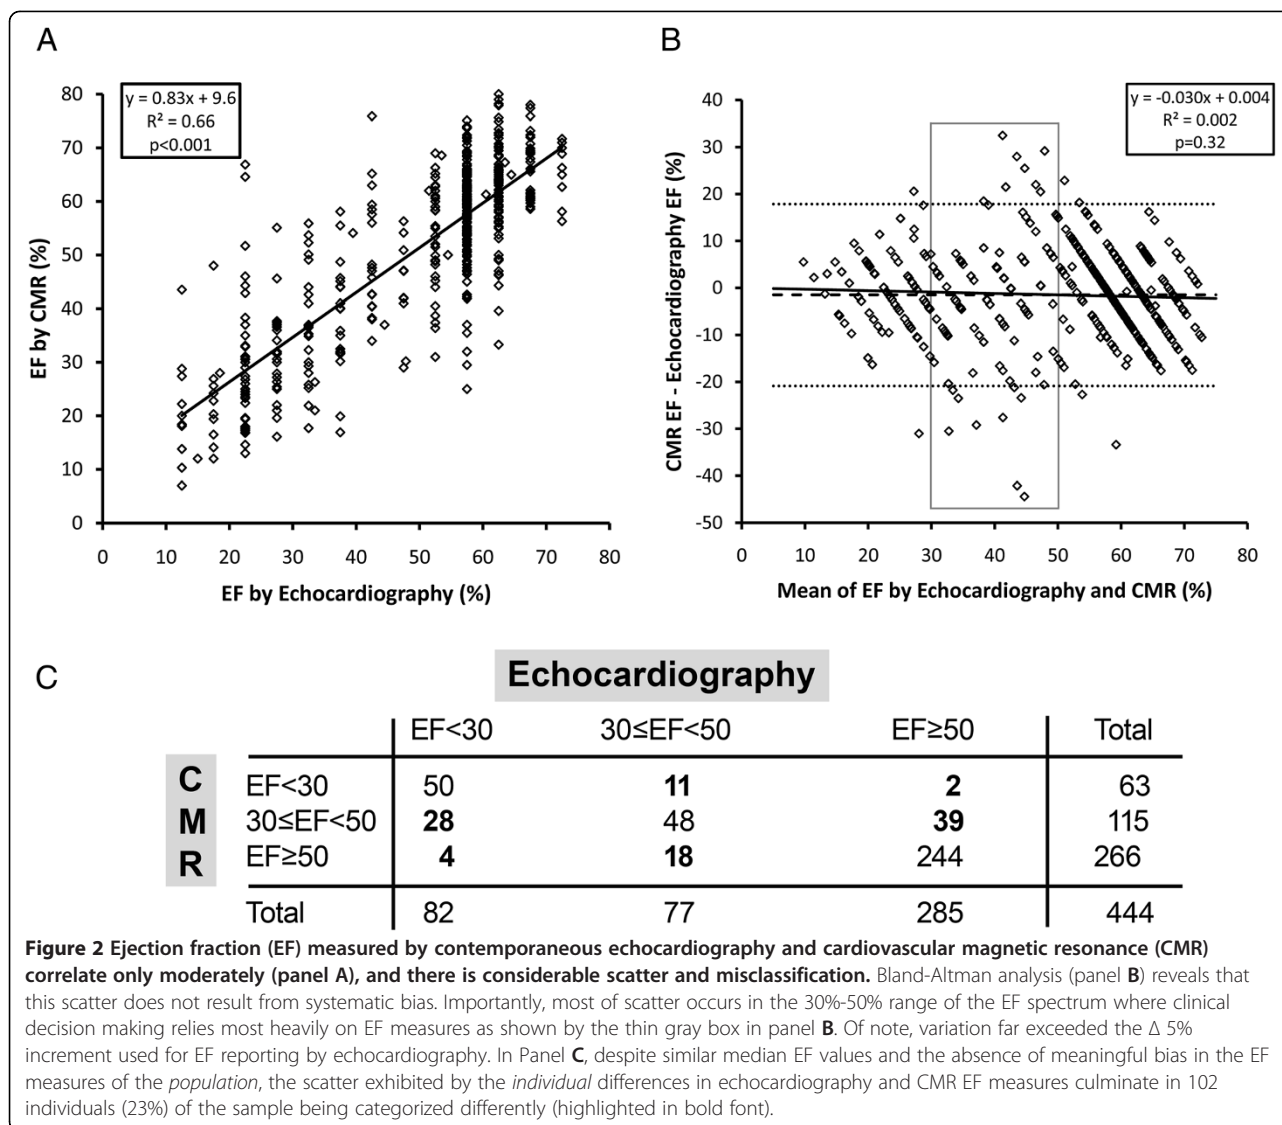 A
y = 0.83x + 9.6
R² = 0.66
p<0.001
EF by CMR (%)
80
70
60
50
40
30
20
10
0
0 10 20 30 40 50 60 70 80
EF by Echocardiography (%)
B
y = -0.030x + 0.004
R² = 0.002
p=0.32
CMR EF - Echocardiography EF (%)
40
30
20
10
0
-10
-20
-30
-40
-50
0 10 20 30 40 50 60 70 80
Mean of EF by Echocardiography and CMR (%)
C
Echocardiography
EF<30 30≤EF<50 EF≥50 Total
C EF<30 50 11 2 63
M 30≤EF<50 28 48 39 115
R EF≥50 4 18 244 266
Total 82 77 285 444
Figure 2 Ejection fraction (EF) measured by contemporaneous echocardiography and cardiovascular magnetic resonance (CMR)
correlate only moderately (panel A), and there is considerable scatter and misclassification. Bland-Altman analysis (panel B) reveals that
this scatter does not result from systematic bias. Importantly, most of scatter occurs in the 30%-50% range of the EF spectrum where clinical
decision making relies most heavily on EF measures as shown by the thin gray box in panel B. Of note, variation far exceeded the Δ 5%
increment used for EF reporting by echocardiography. In Panel C, despite similar median EF values and the absence of meaningful bias in the EF
measures of the population, the scatter exhibited by the individual differences in echocardiography and CMR EF measures culminate in 102
individuals (23%) of the sample being categorized differently (highlighted in bold font).